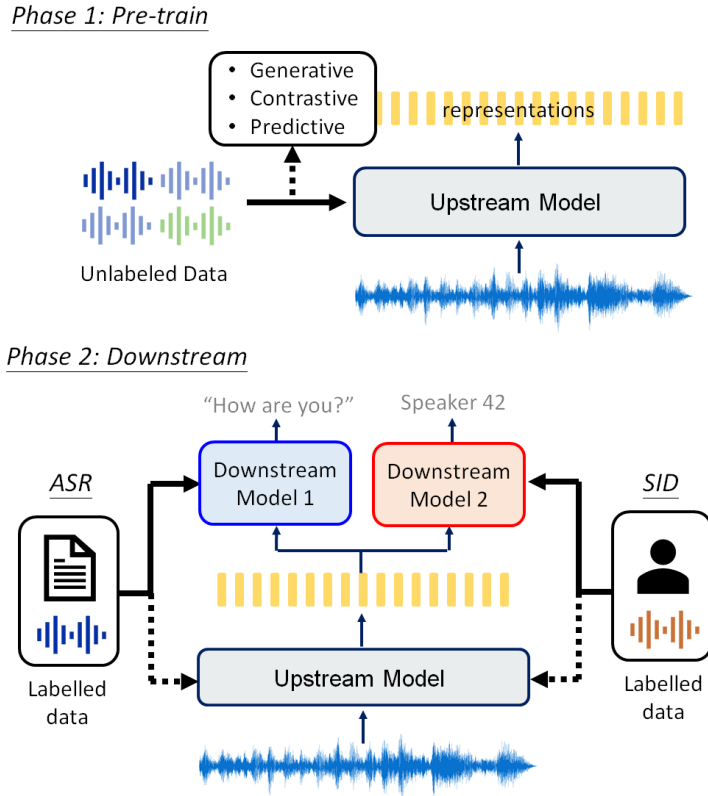 Phase 1: Pre-train
• Generative
• Contrastive
• Predictive
representations
Upstream Model
Unlabeled Data
Phase 2: Downstream
“How are you?”
Speaker 42
ASR
Downstream
Model 1
Downstream
Model 2
SID
Upstream Model
Labelled
data
Labelled
data